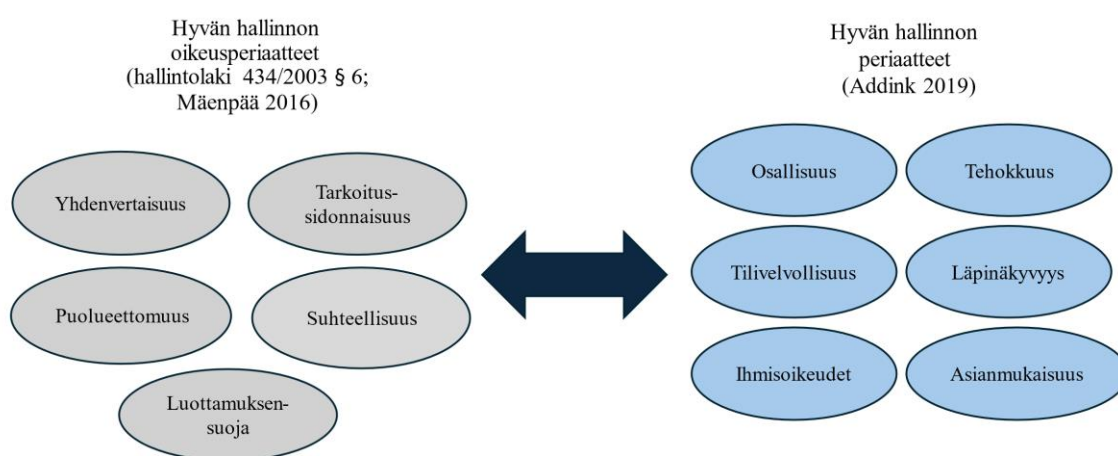 Hyvän hallinnon
oikeusperiaatteet
(hallintolaki 434/2003 § 6;
Mäenpää 2016)
Yhdenvertaisuus
Tarkoitus-
sidonnaisuus
Puolueettomuus
Suhteellisuus
Luottamuksen-
suoja
Hyvän hallinnon
periaatteet
(Addink 2019)
Osallisuus
Tehokkuus
Tilivelvollisuus
Läpinäkyvyys
Ihmisoikeudet
Asianmukaisuus